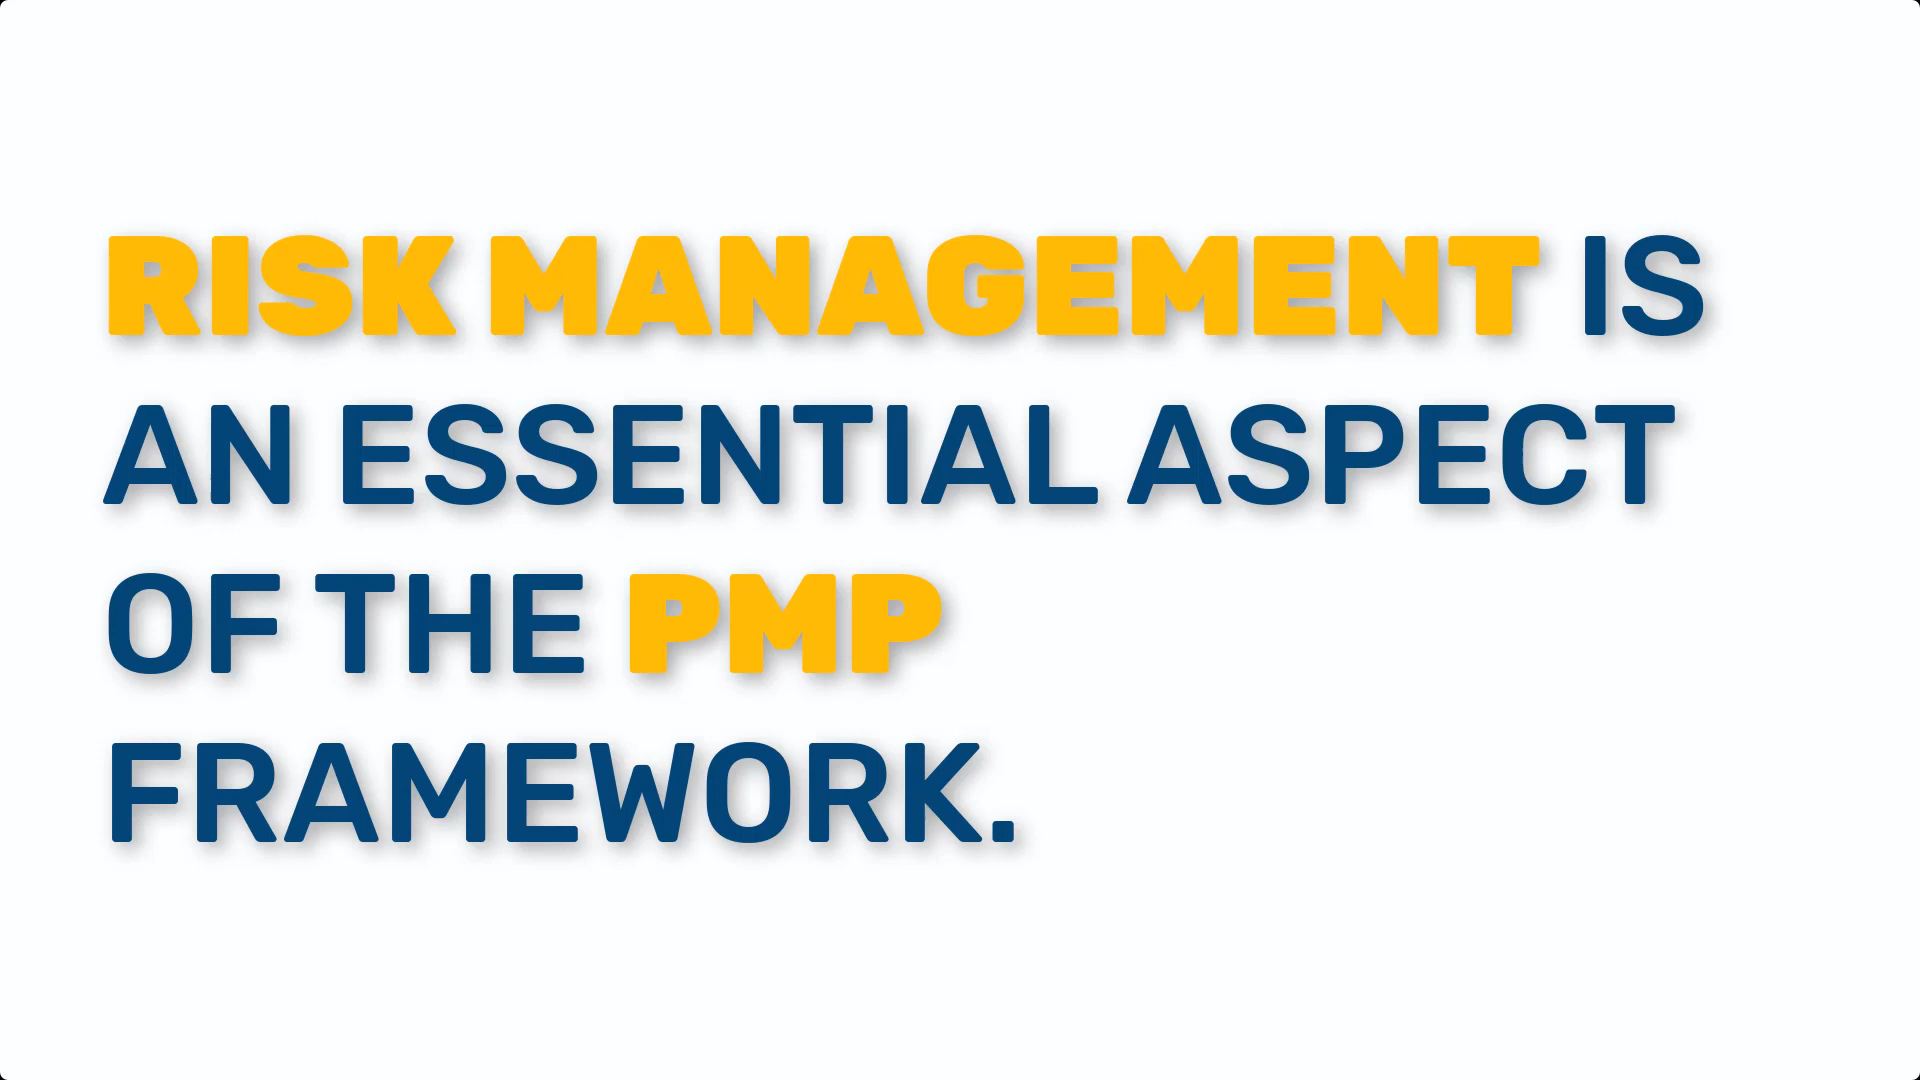 RISK MANAGEMENT IS
AN ESSENTIAL ASPECT
OF THE PMP
FRAMEWORK.